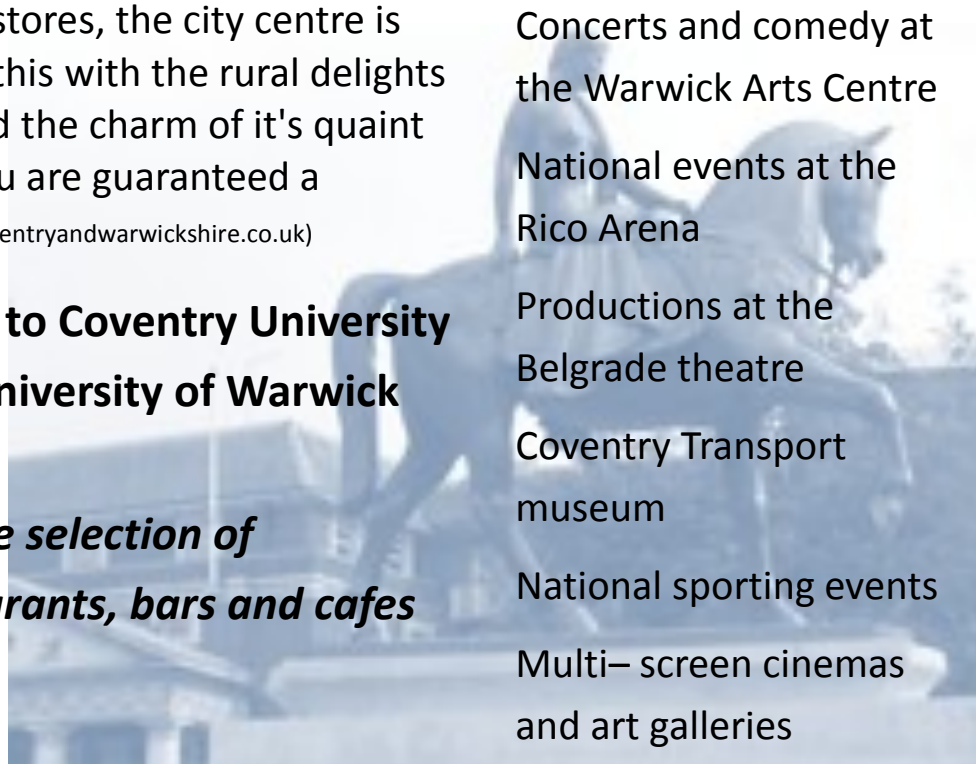 stores, the city centre is
this with the rural delights
d the charm of it's quaint
u are guaranteed a
entryandwarwickshire.co.uk)
to Coventry University
niversity of Warwick
e selection of
urants, bars and cafes
Concerts and comedy at
the Warwick Arts Centre
National events at the
Rico Arena
Productions at the
Belgrade theatre
Coventry Transport
museum
National sporting events
Multi– screen cinemas
and art galleries